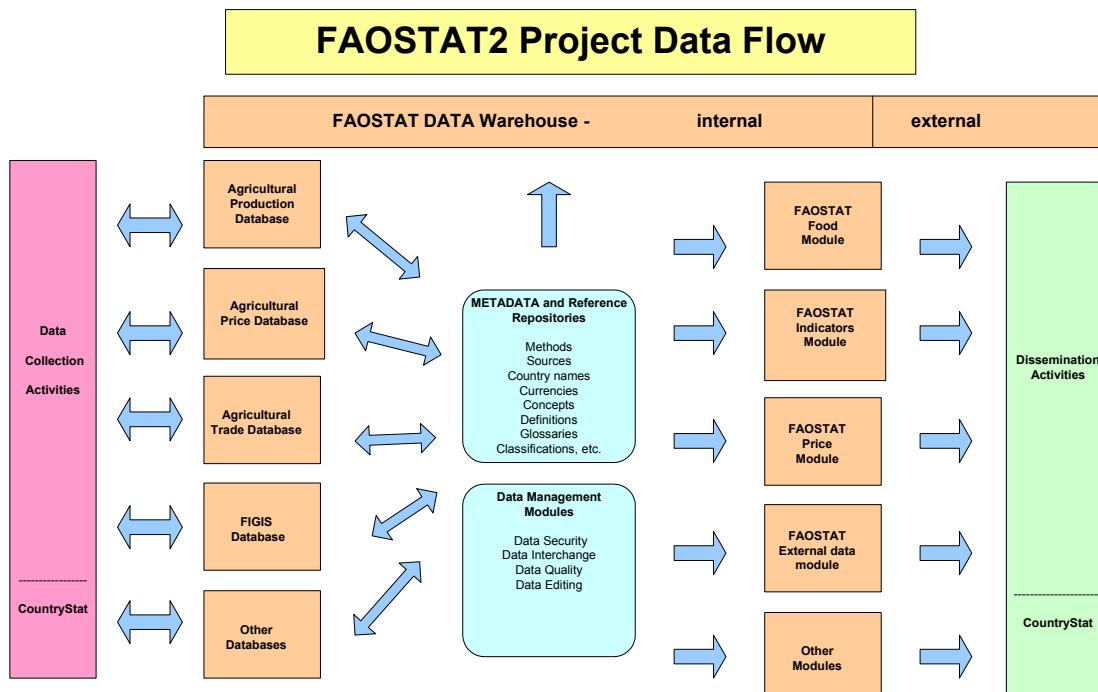 FAOSTAT2 Project Data Flow
FAOSTAT DATA Warehouse - internal external
Data
Collection
Activities
------------------
CountryStat
Agricultural
Production
Database
Agricultural
Price Database
Agricultural
Trade Database
FIGIS
Database
Other
Databases
METADATA and Reference
Repositories
Methods
Sources
Country names
Currencies
Concepts
Definitions
Glossaries
Classifications, etc.
Data Management
Modules
Data Security
Data Interchange
Data Quality
Data Editing
FAOSTAT
Food
Module
FAOSTAT
Indicators
Module
FAOSTAT
Price
Module
FAOSTAT
External data
module
Other
Modules
Dissemination
Activities
---------------------
CountryStat